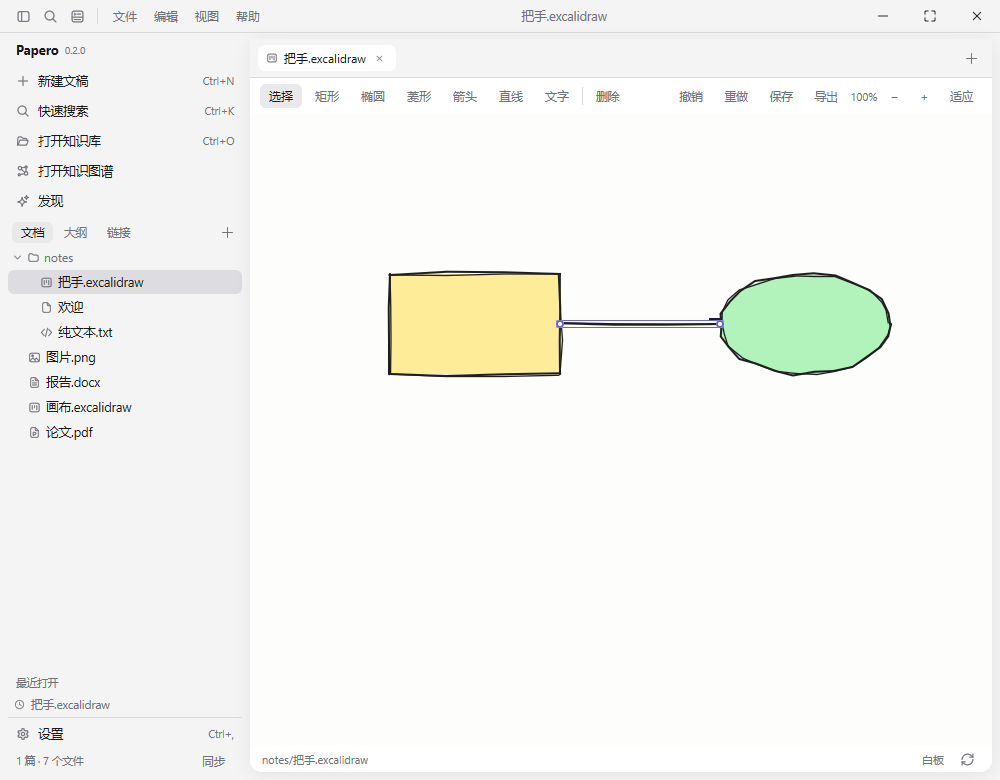 文件 编辑 视图 帮助 把手.excalidraw
Papero 0.2.0
新建文稿 Ctrl+N
快速搜索 Ctrl+K
打开知识库 Ctrl+O
打开知识图谱
发现
文档 大纲 链接
notes
把手.excalidraw
欢迎
纯文本.txt
图片.png
报告.docx
画布.excalidraw
论文.pdf
最近打开
把手.excalidraw
设置 Ctrl+,
1 篇 · 7 个文件 同步
把手.excalidraw
选择 矩形 椭圆 菱形 箭头 直线 文字 删除 撤销 重做 保存 导出 100% − + 适应
notes/把手.excalidraw 白板